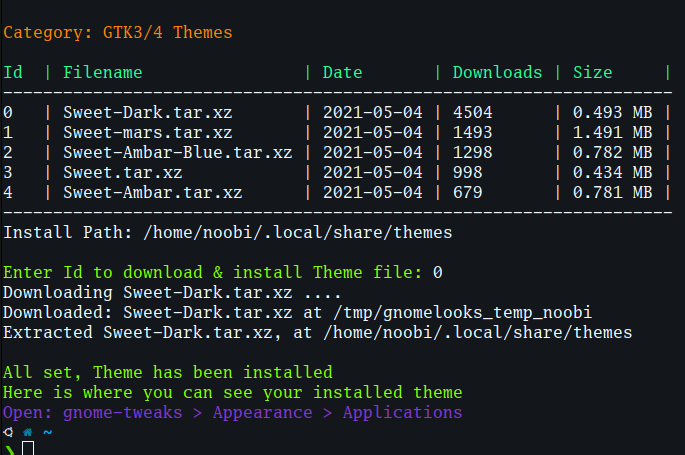 Category: GTK3/4 Themes
Id | Filename | Date | Downloads | Size |
-------------------------------------------------------------------
0 | Sweet-Dark.tar.xz | 2021-05-04 | 4504 | 0.493 MB |
1 | Sweet-mars.tar.xz | 2021-05-04 | 1493 | 1.491 MB |
2 | Sweet-Ambar-Blue.tar.xz | 2021-05-04 | 1298 | 0.782 MB |
3 | Sweet.tar.xz | 2021-05-04 | 998 | 0.434 MB |
4 | Sweet-Ambar.tar.xz | 2021-05-04 | 679 | 0.781 MB |
-------------------------------------------------------------------
Install Path: /home/noobi/.local/share/themes
Enter Id to download & install Theme file: 0
Downloading Sweet-Dark.tar.xz ....
Downloaded: Sweet-Dark.tar.xz at /tmp/gnomelooks_temp_noobi
Extracted Sweet-Dark.tar.xz, at /home/noobi/.local/share/themes
All set, Theme has been installed
Here is where you can see your installed theme
Open: gnome-tweaks > Appearance > Applications
~
❯